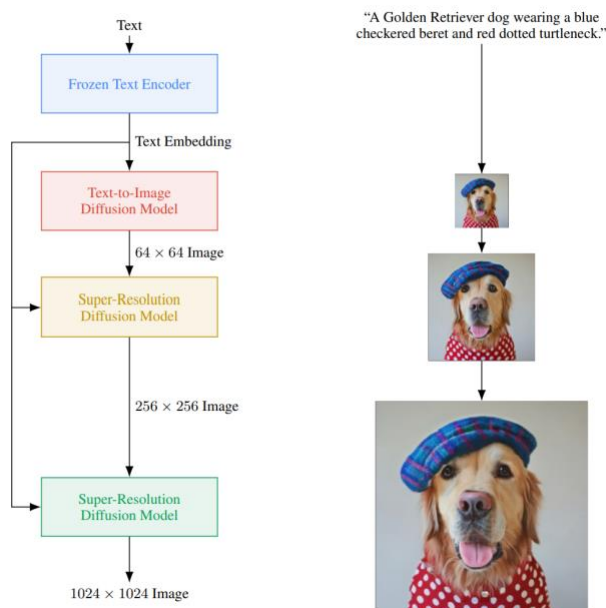 Text
Frozen Text Encoder
Text Embedding
Text-to-Image
Diffusion Model
64 × 64 Image
Super-Resolution
Diffusion Model
256 × 256 Image
Super-Resolution
Diffusion Model
1024 × 1024 Image
“A Golden Retriever dog wearing a blue
checkered beret and red dotted turtleneck.”